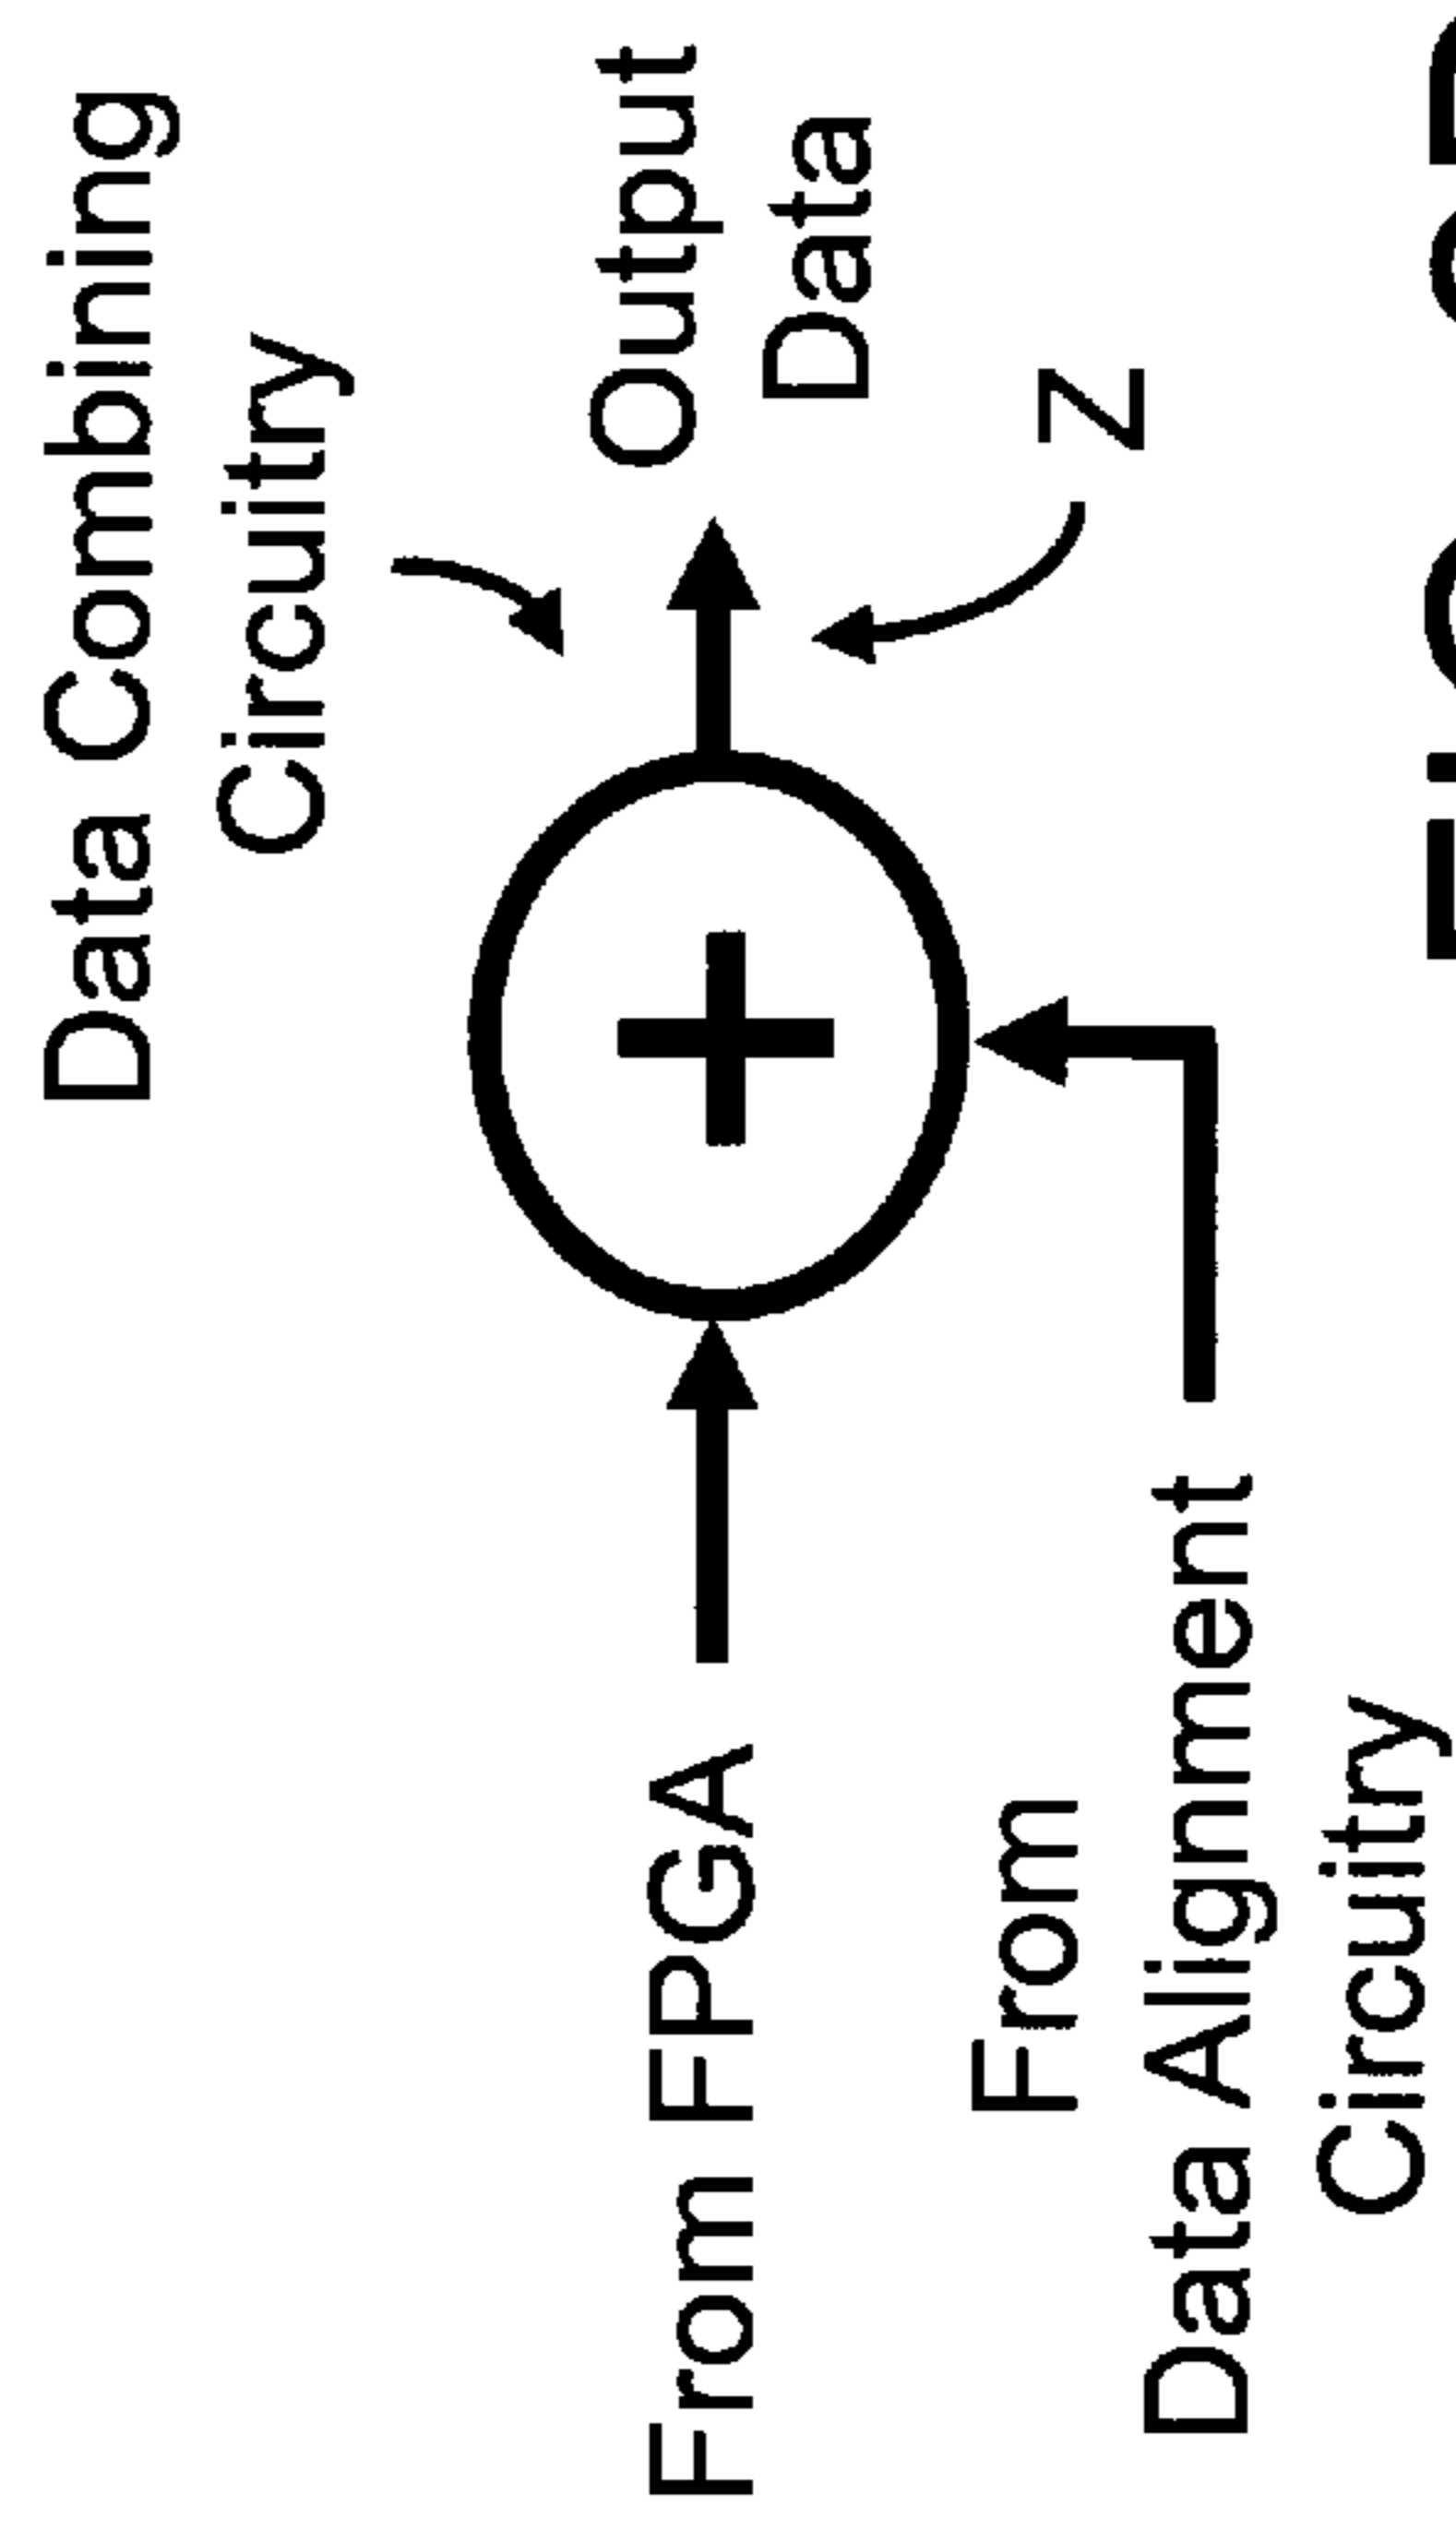 Data Combining
Circuitry
Output
Data
Z
From FPGA
From
Data Alignment
Circuitry